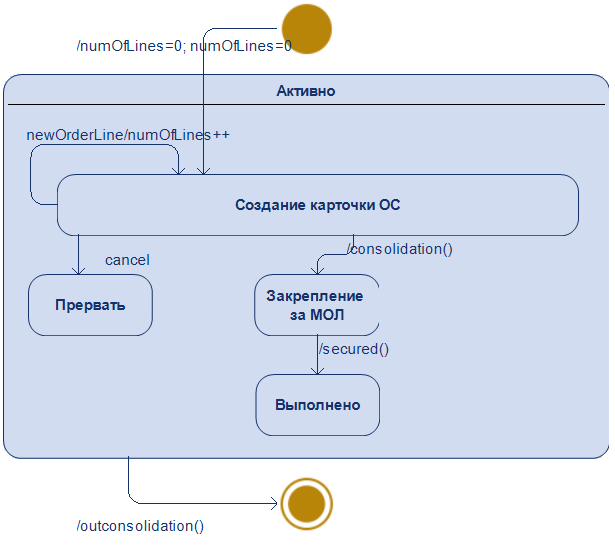 /numOfLines=0; numOfLines=0
Активно
newOrderLine/numOfLines++
Создание карточки ОС
/consolidation()
cancel
Прервать
Закрепление
за МОЛ
/secured()
Выполнено
/outconsolidation()